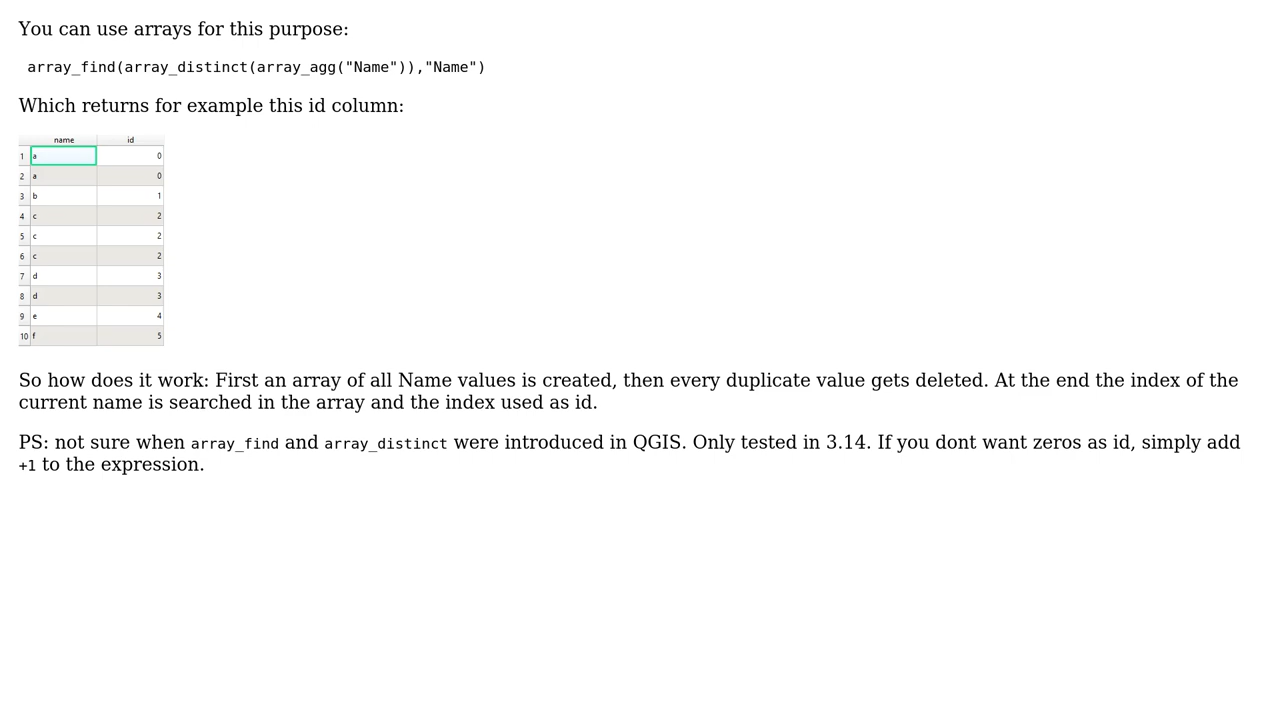 You can use arrays for this purpose:
array_find(array_distinct(array_agg("Name")),"Name")
Which returns for example this id column:
name id
1 a 0
2 a 0
3 b 1
4 c 2
5 c 2
6 c 2
7 d 3
8 d 3
9 e 4
10 f 5
So how does it work: First an array of all Name values is created, then every duplicate value gets deleted. At the end the index of the
current name is searched in the array and the index used as id.
PS: not sure when array_find and array_distinct were introduced in QGIS. Only tested in 3.14. If you dont want zeros as id, simply add
+1 to the expression.